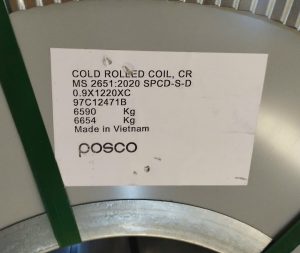 COLD ROLLED COIL, CR
MS 2651:2020 SPCD-S-D
0.9X1220XC
97C12471B
6590 Kg
6654 Kg
Made in Vietnam
posco